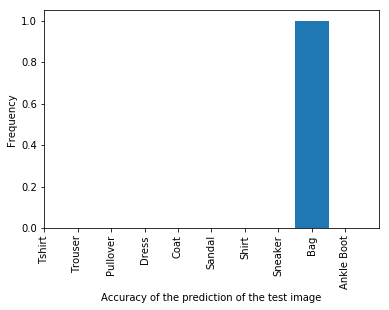 1.0
0.8
0.6
0.4
0.2
0.0
Frequency
Tshirt
Trouser
Pullover
Dress
Coat
Sandal
Shirt
Sneaker
Bag
Ankle Boot
Accuracy of the prediction of the test image